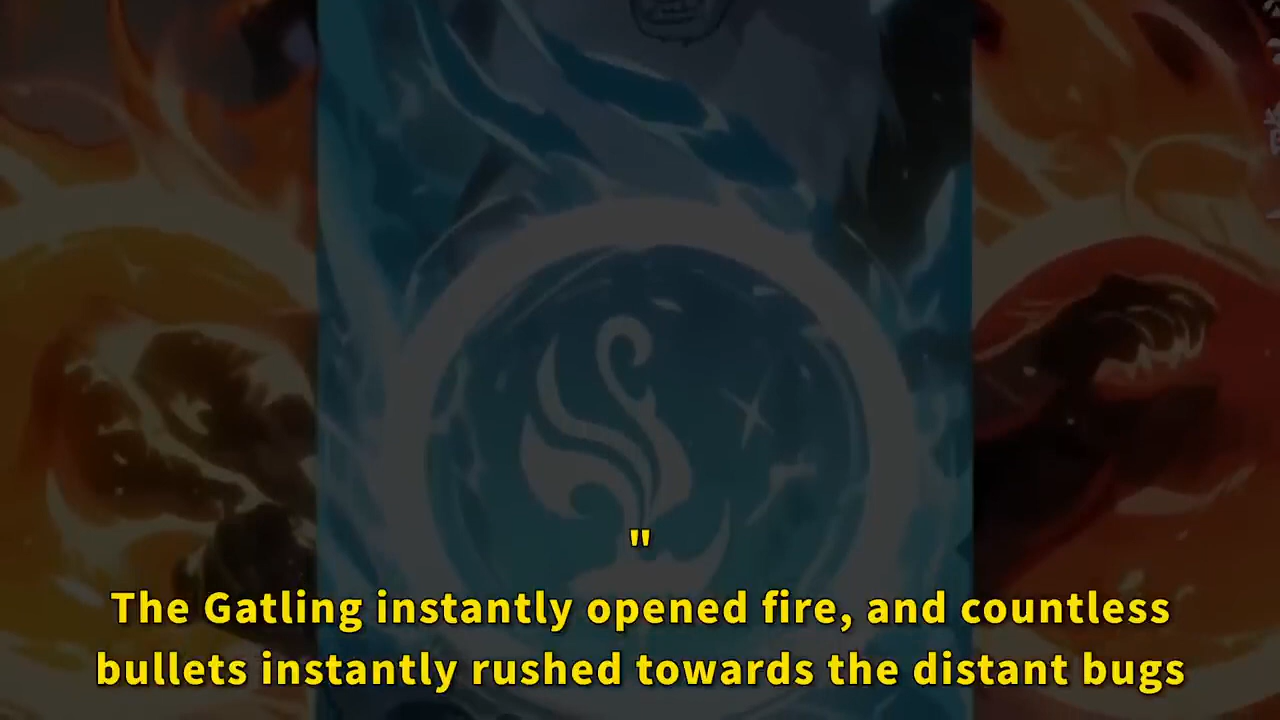 "
The Gatling instantly opened fire, and countless
bullets instantly rushed towards the distant bugs